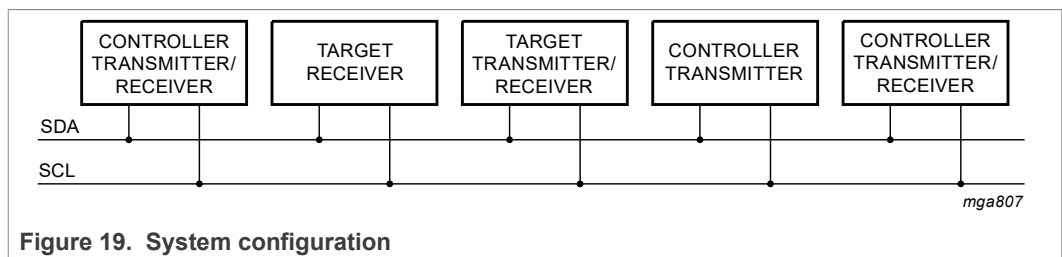 CONTROLLER
TRANSMITTER/
RECEIVER
TARGET
RECEIVER
TARGET
TRANSMITTER/
RECEIVER
CONTROLLER
TRANSMITTER
CONTROLLER
TRANSMITTER/
RECEIVER
SDA
SCL
mga807
Figure 19. System configuration